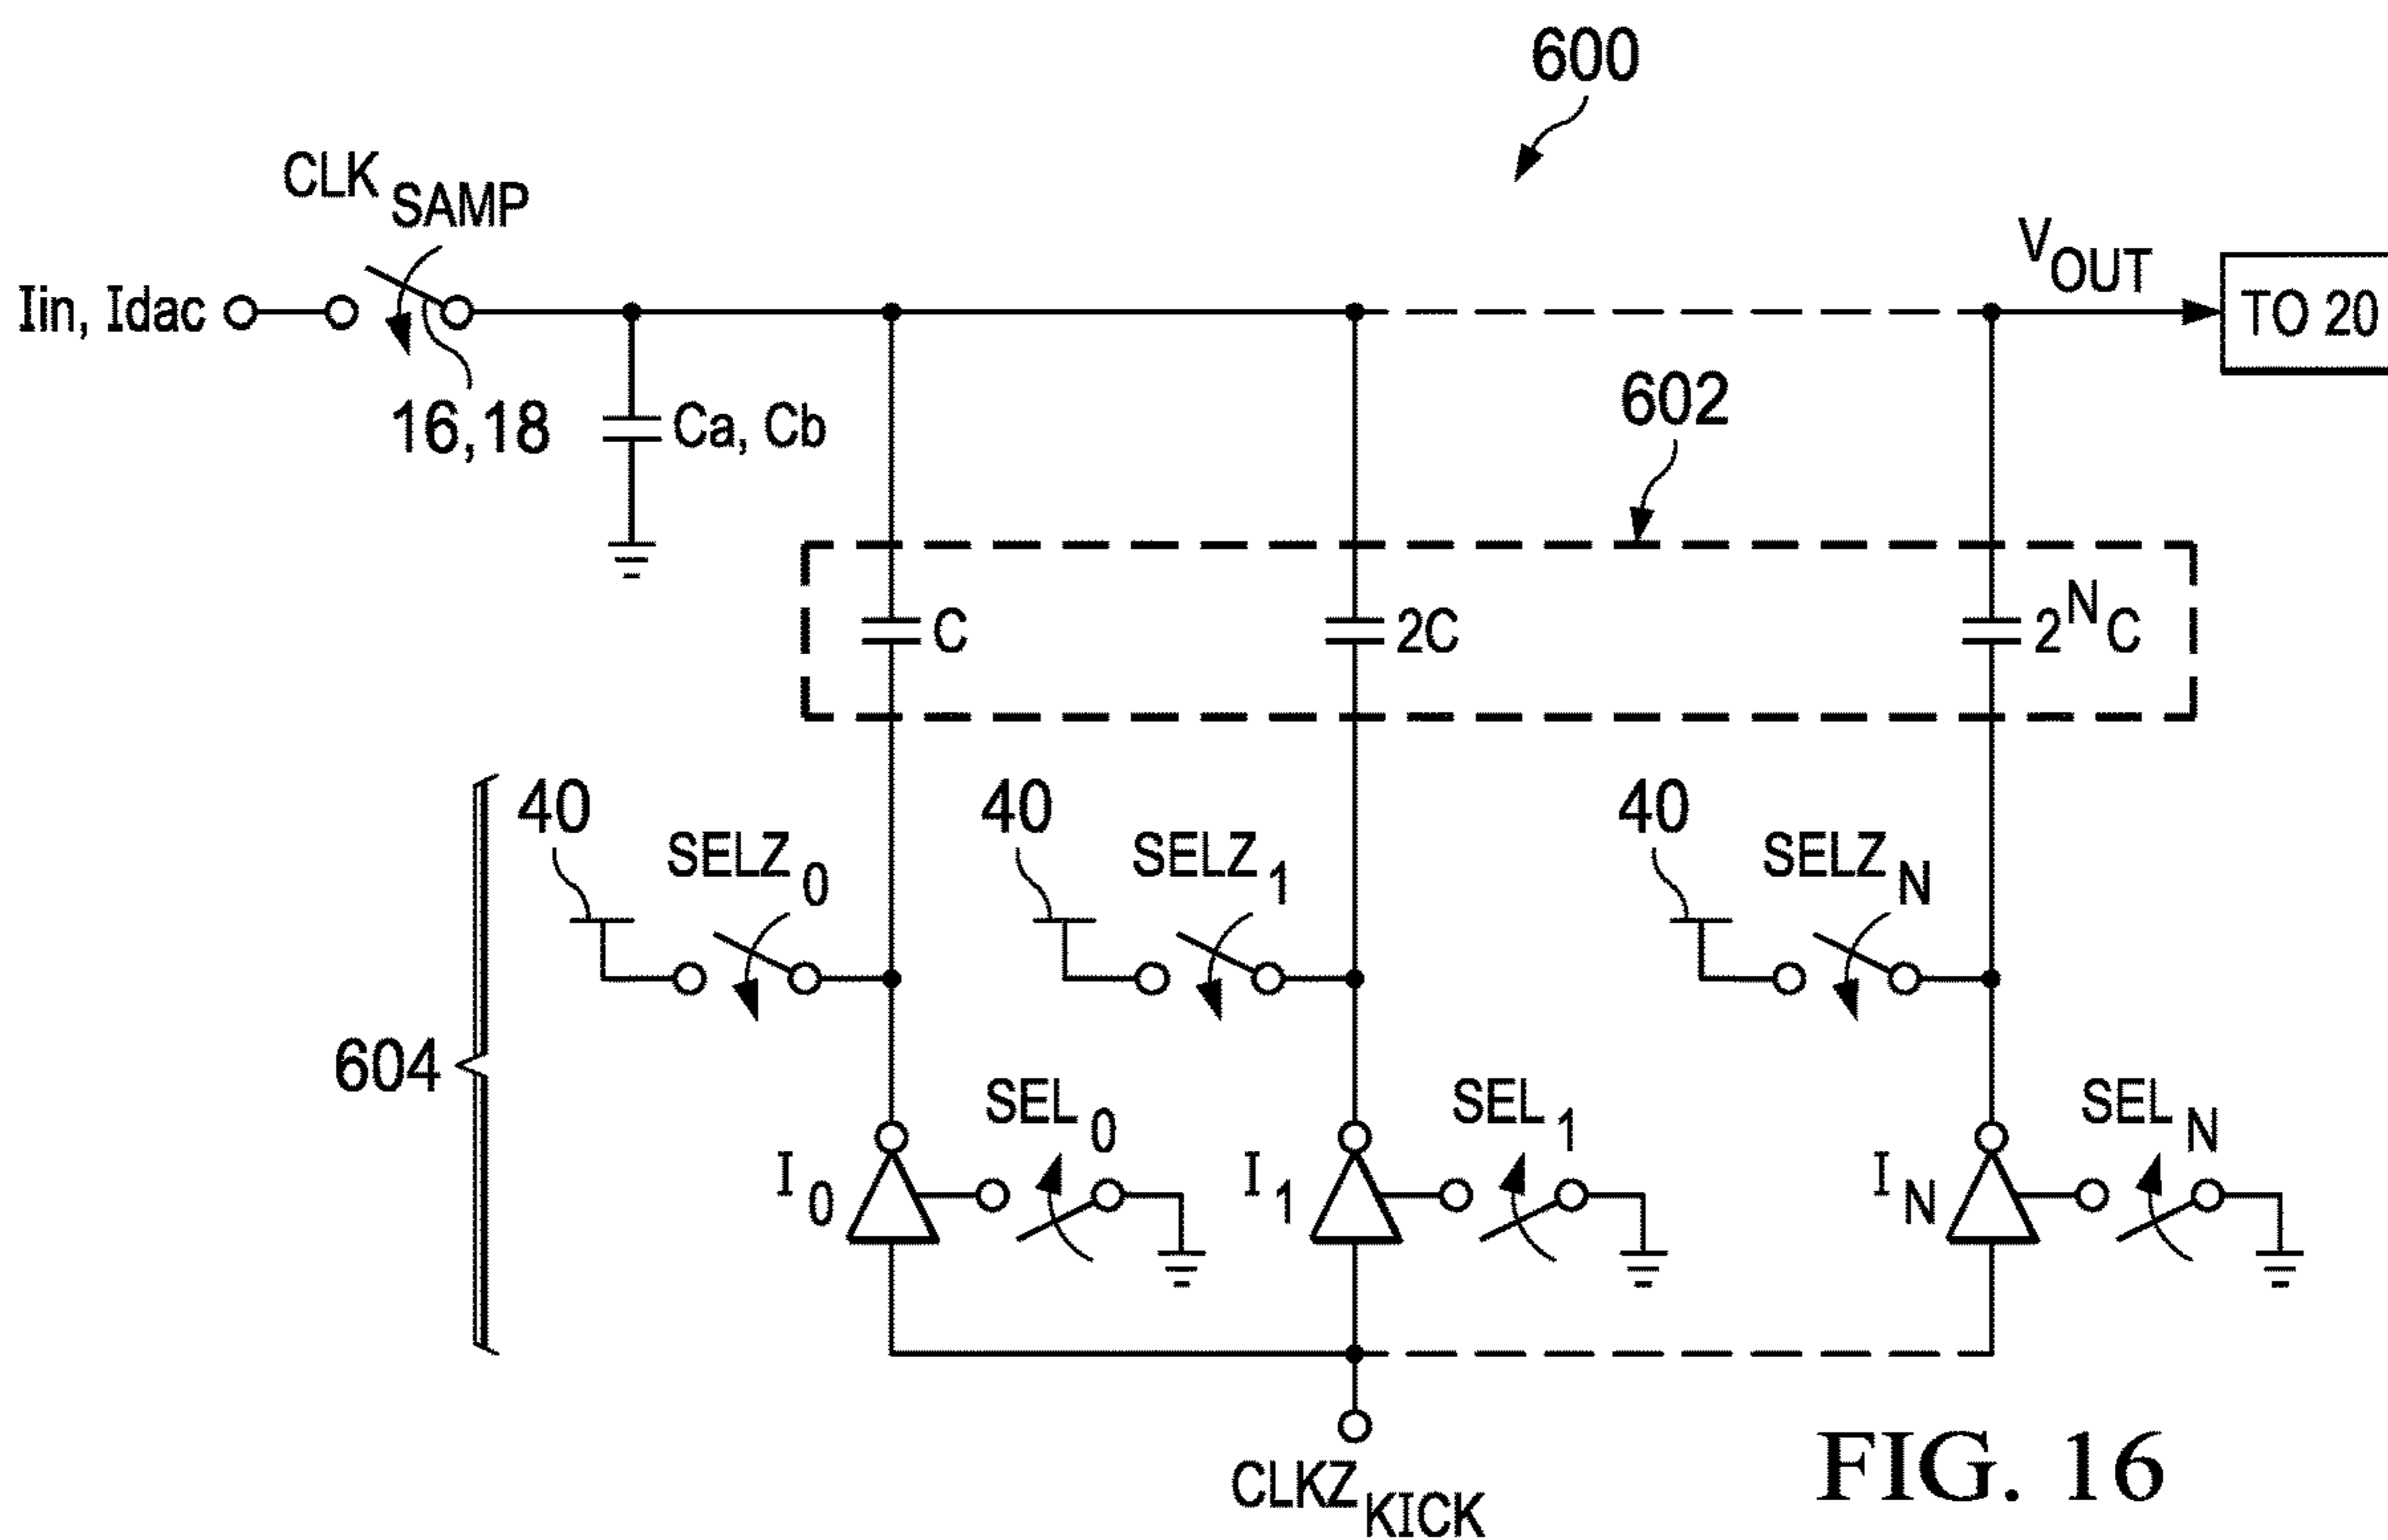 600
CLK SAMP
Iin, Idac
VOUT
TO 20
16,18
Ca, Cb
602
C
2C
2^N C
40
SELZ 0
40
SELZ 1
40
SELZ N
604
SEL 0
SEL 1
SEL N
I 0
I 1
I N
CLKZ KICK
FIG. 16